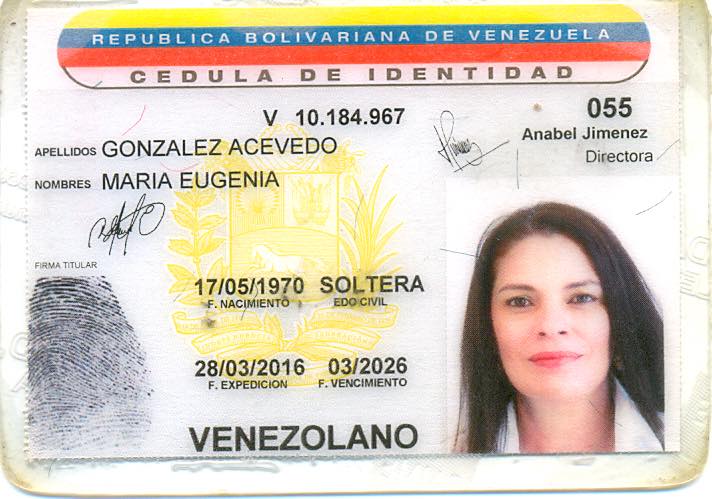 REPUBLICA BOLIVARIANA DE VENEZUELA
CEDULA DE IDENTIDAD
V 10.184.967
055
Anabel Jimenez
Directora
APELLIDOS GONZALEZ ACEVEDO
NOMBRES MARIA EUGENIA
FIRMA TITULAR
17/05/1970 SOLTERA
F. NACIMIENTO EDO CIVIL
28/03/2016 03/2026
F. EXPEDICION F. VENCIMIENTO
VENEZOLANO